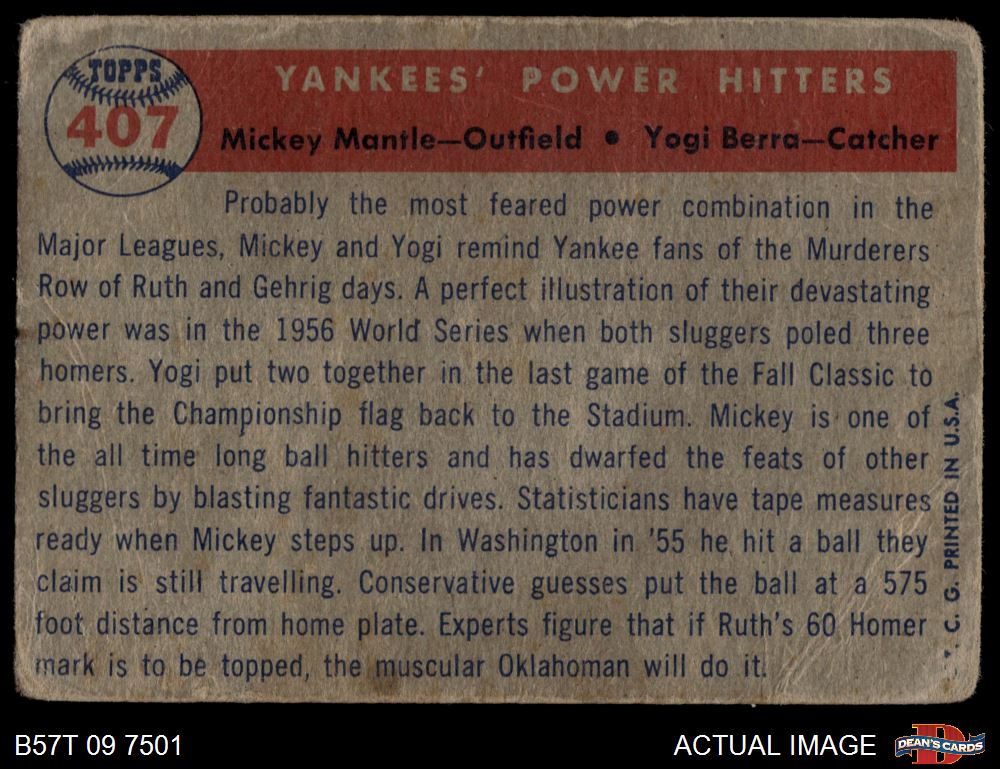 TOPPS
407
YANKEES' POWER HITTERS
Mickey Mantle—Outfield • Yogi Berra—Catcher
Probably the most feared power combination in the
Major Leagues, Mickey and Yogi remind Yankee fans of the Murderers
Row of Ruth and Gehrig days. A perfect illustration of their devastating
power was in the 1956 World Series when both sluggers poled three
homers. Yogi put two together in the last game of the Fall Classic to
bring the Championship flag back to the Stadium. Mickey is one of
the all time long ball hitters and has dwarfed the feats of other
sluggers by blasting fantastic drives. Statisticians have tape measures
ready when Mickey steps up. In Washington in '55 he hit a ball they
claim is still travelling. Conservative guesses put the ball at a 575
foot distance from home plate. Experts figure that if Ruth's 60 Homer
mark is to be topped, the muscular Oklahoman will do it.
C. G. PRINTED IN U.S.A.
B57T 09 7501
ACTUAL IMAGE
D
DEAN'S CARDS